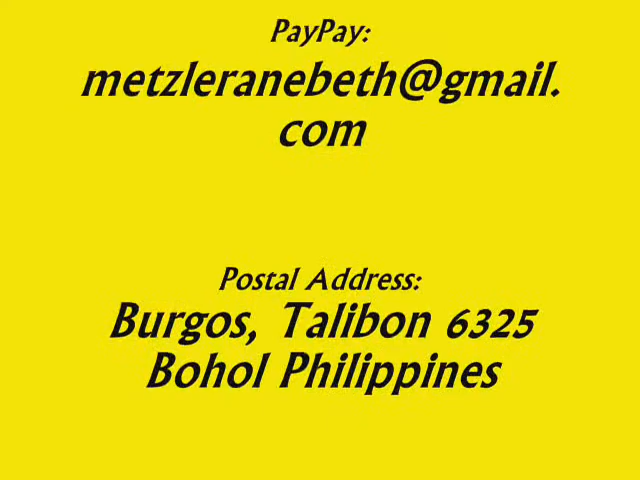 PayPay:
metzleranebeth@gmail.
com
Postal Address:
Burgos, Talibon 6325
Bohol Philippines